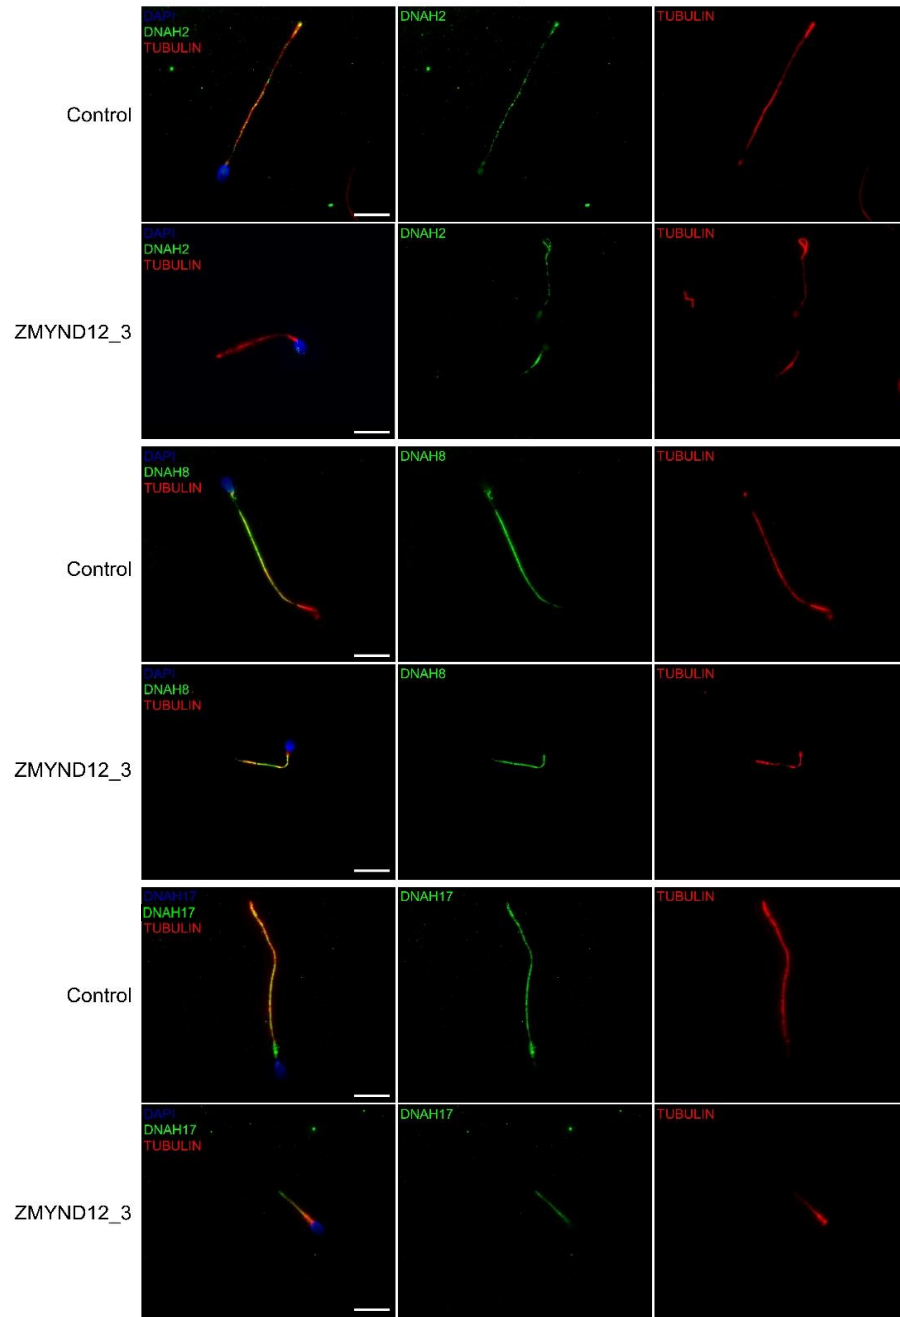 DAPI
DNAH2
TUBULIN
DNAH2
TUBULIN
Control
DAPI
DNAH2
TUBULIN
DNAH2
TUBULIN
ZMYND12_3
DAPI
DNAH8
TUBULIN
DNAH8
TUBULIN
Control
DAPI
DNAH8
TUBULIN
DNAH8
TUBULIN
ZMYND12_3
DNAH17
DNAH17
TUBULIN
DNAH17
TUBULIN
Control
DAPI
DNAH17
TUBULIN
DNAH17
TUBULIN
ZMYND12_3